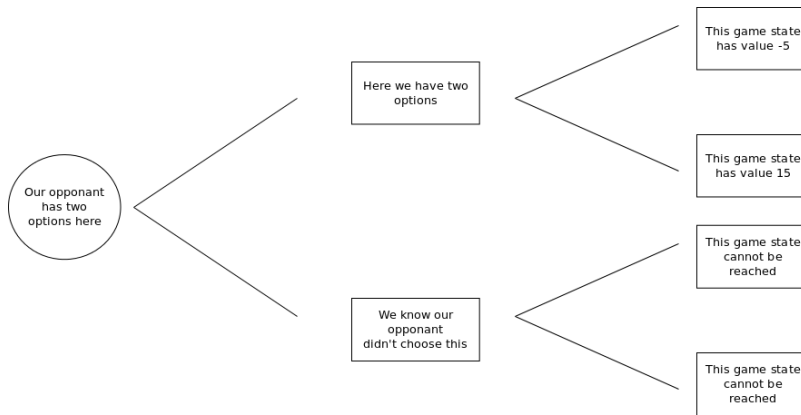 Our opponant
has two
options here
Here we have two
options
We know our
opponant
didn't choose this
This game state
has value -5
This game state
has value 15
This game state
cannot be
reached
This game state
cannot be
reached